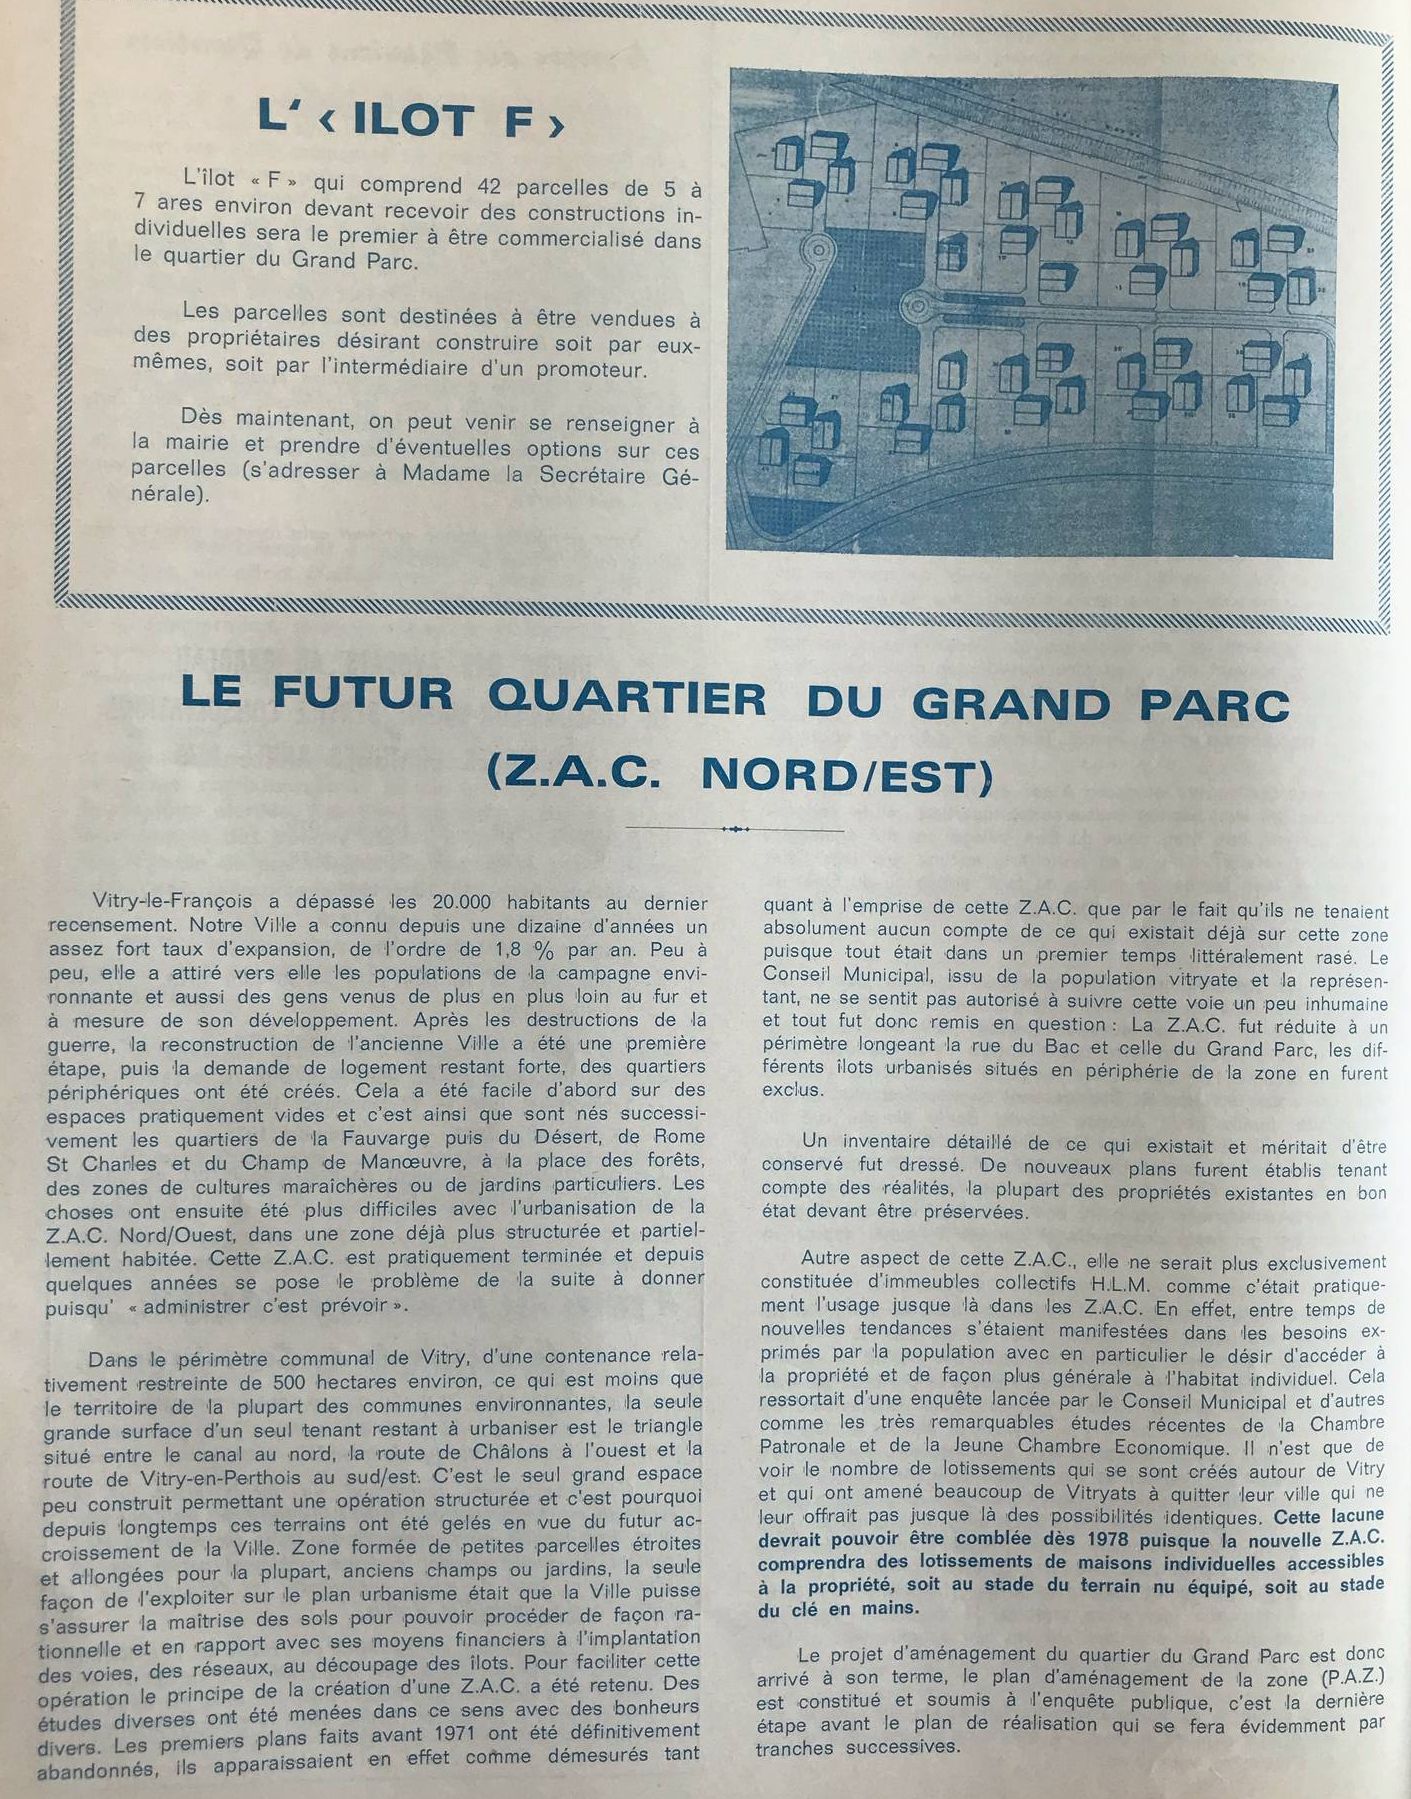 L' ‹ ILOT F ›
L'îlot « F » qui comprend 42 parcelles de 5 à
7 ares environ devant recevoir des constructions in-
dividuelles sera le premier à être commercialisé dans
le quartier du Grand Parc.
Les parcelles sont destinées à être vendues à
des propriétaires désirant construire soit par eux-
mêmes, soit par l'intermédiaire d'un promoteur.
Dès maintenant, on peut venir se renseigner à
la mairie et prendre d'éventuelles options sur ces
parcelles (s'adresser à Madame la Secrétaire Gé-
nérale).
LE FUTUR QUARTIER DU GRAND PARC
(Z.A.C. NORD/EST)
Vitry-le-François a dépassé les 20.000 habitants au dernier
recensement. Notre Ville a connu depuis une dizaine d'années un
assez fort taux d'expansion, de l'ordre de 1,8 % par an. Peu à
peu, elle a attiré vers elle les populations de la campagne envi-
ronnante et aussi des gens venus de plus en plus loin au fur et
à mesure de son développement. Après les destructions de la
guerre, la reconstruction de l'ancienne Ville a été une première
étape, puis la demande de logement restant forte, des quartiers
périphériques ont été créés. Cela a été facile d'abord sur des
espaces pratiquement vides et c'est ainsi que sont nés successi-
vement les quartiers de la Fauvarge puis du Désert, de Rome
St Charles et du Champ de Manœuvre, à la place des forêts,
des zones de cultures maraîchères ou de jardins particuliers. Les
choses ont ensuite été plus difficiles avec l'urbanisation de la
Z.A.C. Nord/Ouest, dans une zone déjà plus structurée et partiel-
lement habitée. Cette Z.A.C. est pratiquement terminée et depuis
quelques années se pose le problème de la suite à donner
puisqu' « administrer c'est prévoir ».
Dans le périmètre communal de Vitry, d'une contenance rela-
tivement restreinte de 500 hectares environ, ce qui est moins que
le territoire de la plupart des communes environnantes, la seule
grande surface d'un seul tenant restant à urbaniser est le triangle
situé entre le canal au nord, la route de Châlons à l'ouest et la
route de Vitry-en-Perthois au sud/est. C'est le seul grand espace
peu construit permettant une opération structurée et c'est pourquoi
depuis longtemps ces terrains ont été gelés en vue du futur ac-
croissement de la Ville. Zone formée de petites parcelles étroites
et allongées pour la plupart, anciens champs ou jardins, la seule
façon de l'exploiter sur le plan urbanisme était que la Ville puisse
s'assurer la maîtrise des sols pour pouvoir procéder de façon ra-
tionnelle et en rapport avec ses moyens financiers à l'implantation
des voies, des réseaux, au découpage des îlots. Pour faciliter cette
opération le principe de la création d'une Z.A.C. a été retenu. Des
études diverses ont été menées dans ce sens avec des bonheurs
divers. Les premiers plans faits avant 1971 ont été définitivement
abandonnés, ils apparaissaient en effet comme démesurés tant
quant à l'emprise de cette Z.A.C. que par le fait qu'ils ne tenaient
absolument aucun compte de ce qui existait déjà sur cette zone
puisque tout était dans un premier temps littéralement rasé. Le
Conseil Municipal, issu de la population vitryate et la représen-
tant, ne se sentit pas autorisé à suivre cette voie un peu inhumaine
et tout fut donc remis en question : La Z.A.C. fut réduite à un
périmètre longeant la rue du Bac et celle du Grand Parc, les dif-
férents îlots urbanisés situés en périphérie de la zone en furent
exclus.
Un inventaire détaillé de ce qui existait et méritait d'être
conservé fut dressé. De nouveaux plans furent établis tenant
compte des réalités, la plupart des propriétés existantes en bon
état devant être préservées.
Autre aspect de cette Z.A.C., elle ne serait plus exclusivement
constituée d'immeubles collectifs H.L.M. comme c'était pratique-
ment l'usage jusque là dans les Z.A.C. En effet, entre temps de
nouvelles tendances s'étaient manifestées dans les besoins ex-
primés par la population avec en particulier le désir d'accéder à
la propriété et de façon plus générale à l'habitat individuel. Cela
ressortait d'une enquête lancée par le Conseil Municipal et d'autres
comme les très remarquables études récentes de la Chambre
Patronale et de la Jeune Chambre Economique. Il n'est que de
voir le nombre de lotissements qui se sont créés autour de Vitry
et qui ont amené beaucoup de Vitryats à quitter leur ville qui ne
leur offrait pas jusque là des possibilités identiques. Cette lacune
devrait pouvoir être comblée dès 1978 puisque la nouvelle Z.A.C.
comprendra des lotissements de maisons individuelles accessibles
à la propriété, soit au stade du terrain nu équipé, soit au stade
du clé en mains.
Le projet d'aménagement du quartier du Grand Parc est donc
arrivé à son terme, le plan d'aménagement de la zone (P.A.Z.)
est constitué et soumis à l'enquête publique, c'est la dernière
étape avant le plan de réalisation qui se fera évidemment par
tranches successives.